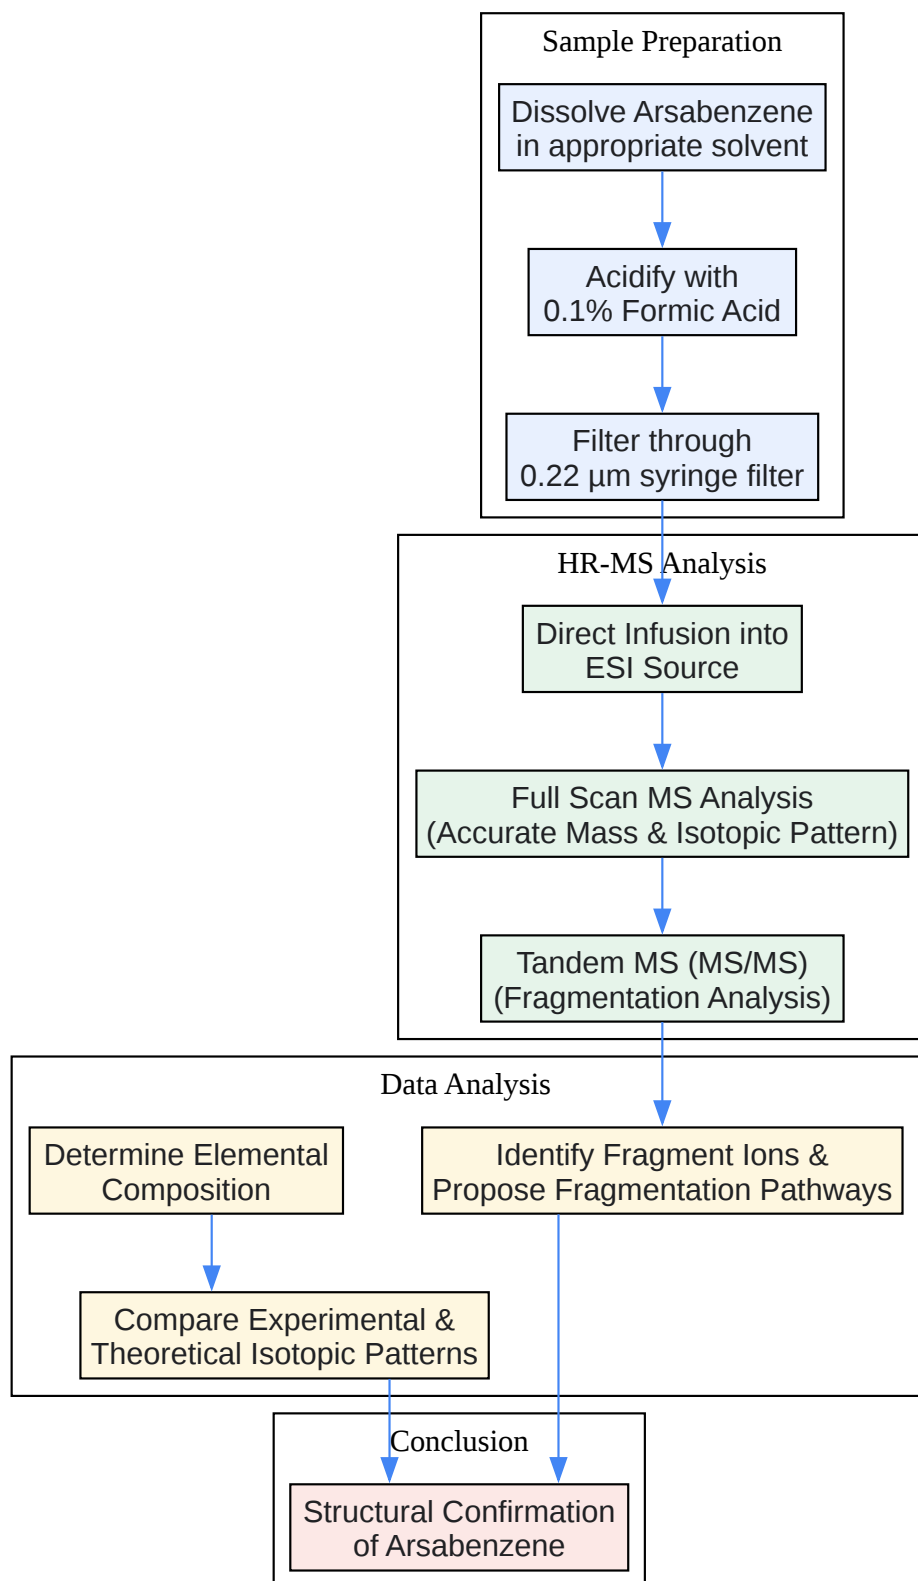 Sample Preparation
Dissolve Arsabenzene
in appropriate solvent
Acidify with
0.1% Formic Acid
Filter through
0.22 µm syringe filter
HR-MS Analysis
Direct Infusion into
ESI Source
Full Scan MS Analysis
(Accurate Mass & Isotopic Pattern)
Tandem MS (MS/MS)
(Fragmentation Analysis)
Data Analysis
Determine Elemental
Composition
Identify Fragment Ions &
Propose Fragmentation Pathways
Compare Experimental &
Theoretical Isotopic Patterns
Conclusion
Structural Confirmation
of Arsabenzene